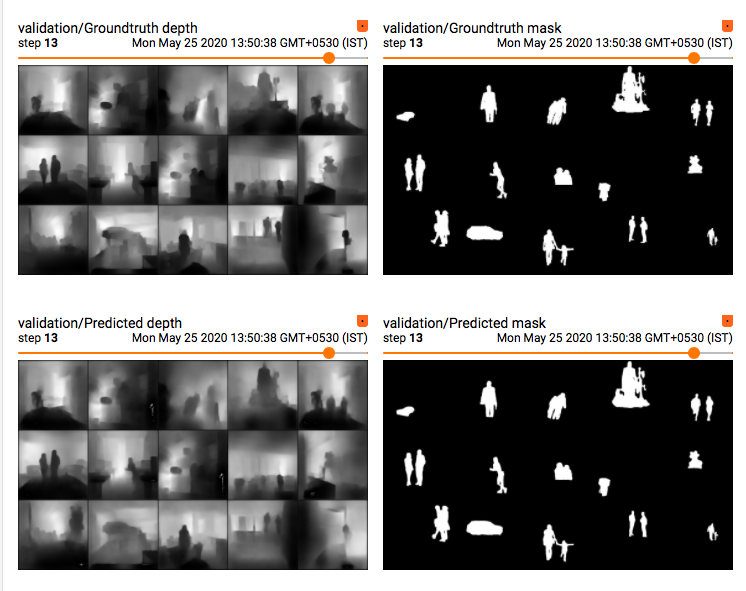 validation/Groundtruth depth
step 13 Mon May 25 2020 13:50:38 GMT+0530 (IST)
validation/Groundtruth mask
step 13 Mon May 25 2020 13:50:38 GMT+0530 (IST)
validation/Predicted depth
step 13 Mon May 25 2020 13:50:38 GMT+0530 (IST)
validation/Predicted mask
step 13 Mon May 25 2020 13:50:38 GMT+0530 (IST)